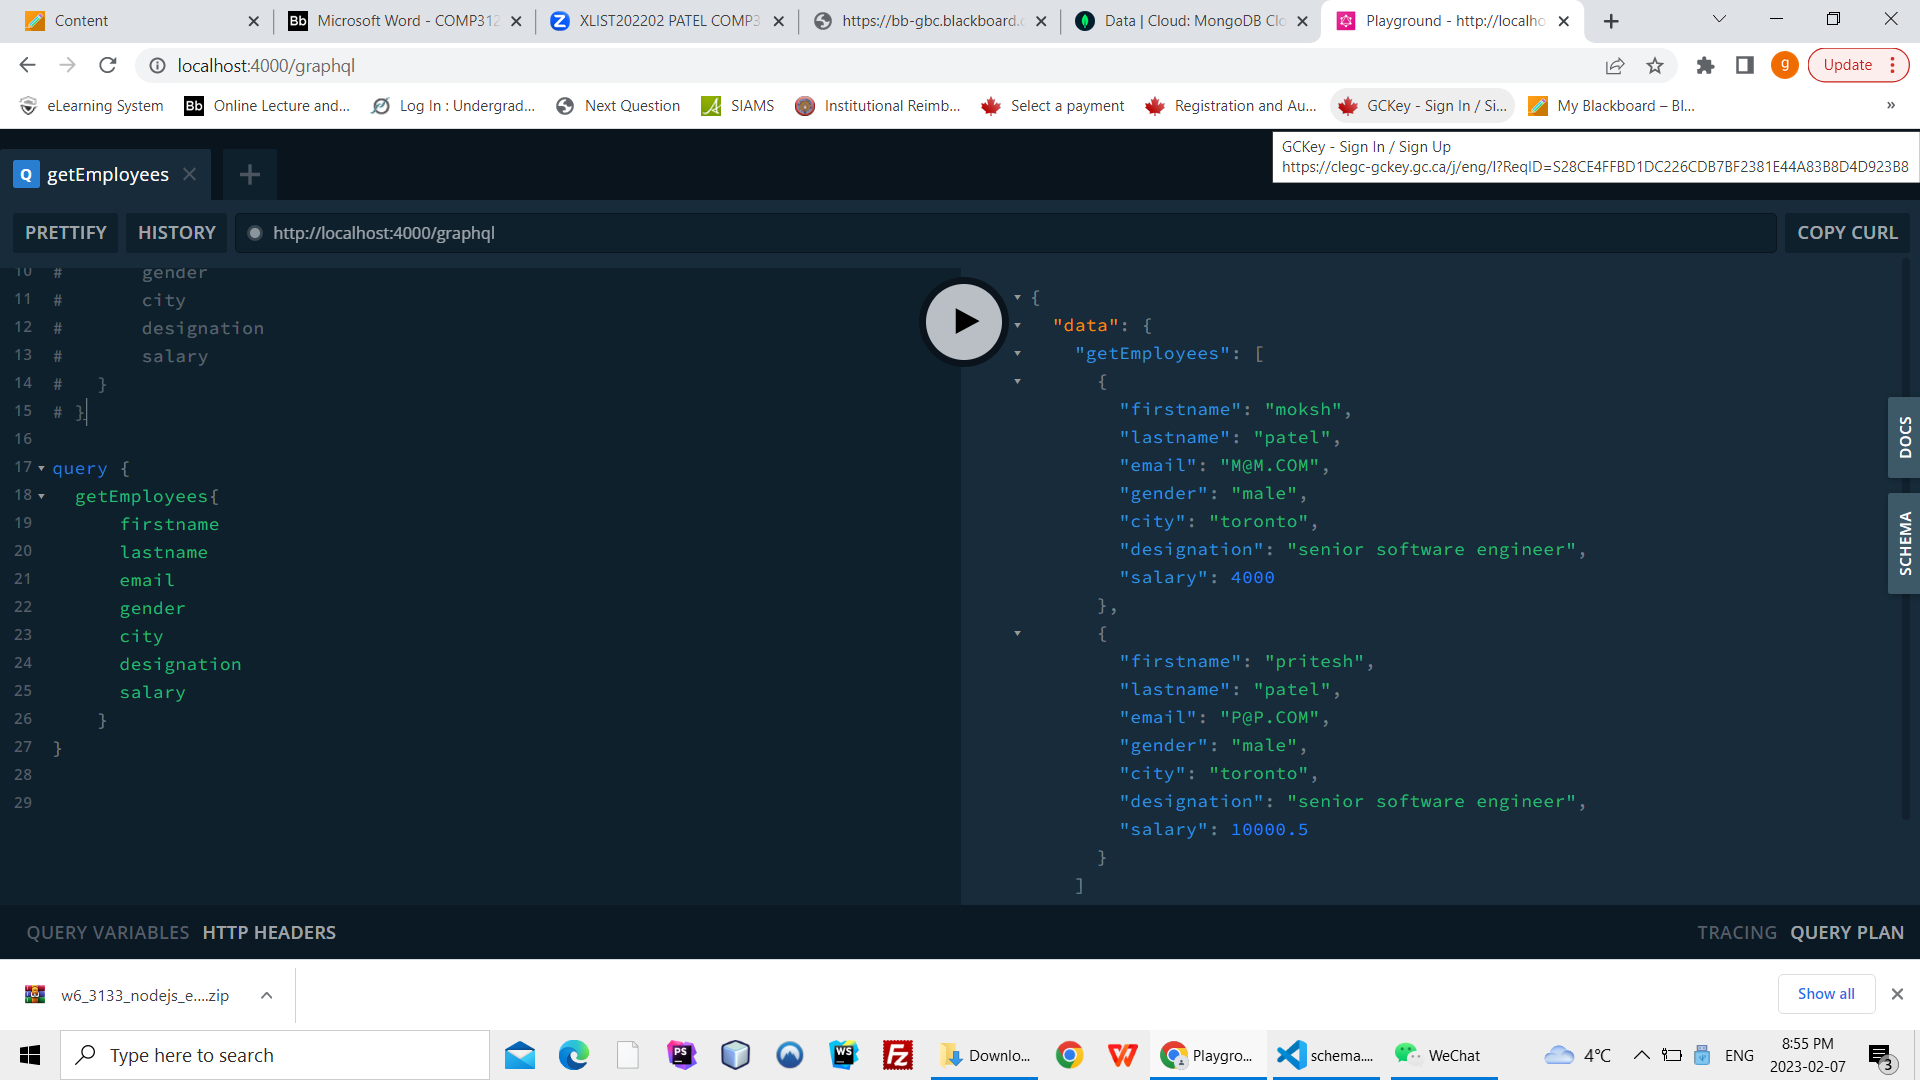 Content
Microsoft Word - COMP312
XLIST202202 PATEL COMP3
https://bb-gbc.blackboard.c
Data | Cloud: MongoDB Clo
Playground - http://localho
localhost:4000/graphql
g
Update
eLearning System
Bb Online Lecture and...
Log In : Undergrad...
Next Question
SIAMS
Institutional Reimb...
Select a payment
Registration and Au...
GCKey - Sign In / Si...
My Blackboard – Bl...
»
GCKey - Sign In / Sign Up
https://clegc-gckey.gc.ca/j/eng/l?ReqID=S28CE4FFBD1DC226CDB7BF2381E44A83B8D4D923B8
Q getEmployees
PRETTIFY
HISTORY
http://localhost:4000/graphql
COPY CURL
10 # gender
11 # city
12 # designation
13 # salary
14 # }
15 # }
16
17 query {
18 getEmployees{
19 firstname
20 lastname
21 email
22 gender
23 city
24 designation
25 salary
26 }
27 }
28
29
{
"data": {
"getEmployees": [
{
"firstname": "moksh",
"lastname": "patel",
"email": "M@M.COM",
"gender": "male",
"city": "toronto",
"designation": "senior software engineer",
"salary": 4000
},
{
"firstname": "pritesh",
"lastname": "patel",
"email": "P@P.COM",
"gender": "male",
"city": "toronto",
"designation": "senior software engineer",
"salary": 10000.5
}
]
DOCS
SCHEMA
QUERY VARIABLES HTTP HEADERS
TRACING QUERY PLAN
w6_3133_nodejs_e....zip
Show all
Type here to search
PS
WS
Fz
Downlo...
Playgro...
schema....
WeChat
4°C
ENG
8:55 PM
2023-02-07
3